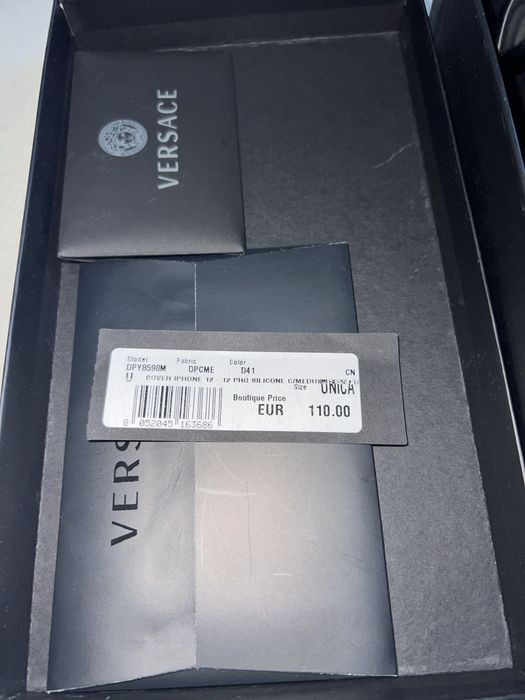 VERSACE
Model Fabric Color
DPY8598M DPCME D41 CN
U COVER IPHONE 12 - 12 PRO SILICONE
Size UNICA
Boutique Price
EUR 110.00
8 052045 163686
VERS